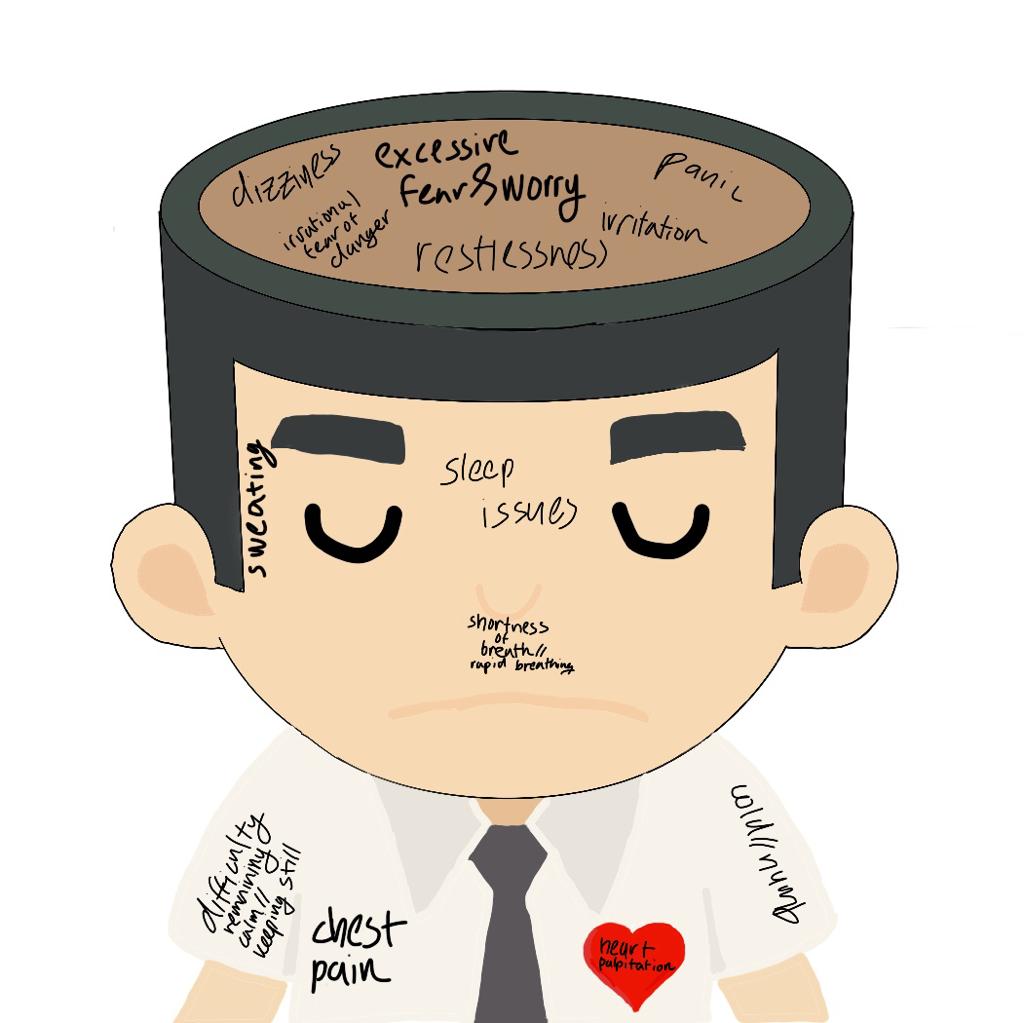 dizziness
excessive
fear & worry
panic
irrational
fear of
danger
irritation
restlessness
sweating
sleep
issues
shortness
of
breath//
rapid breathing
difficulty
remaining
calm//
keeping still
chest
pain
heart
palpitation